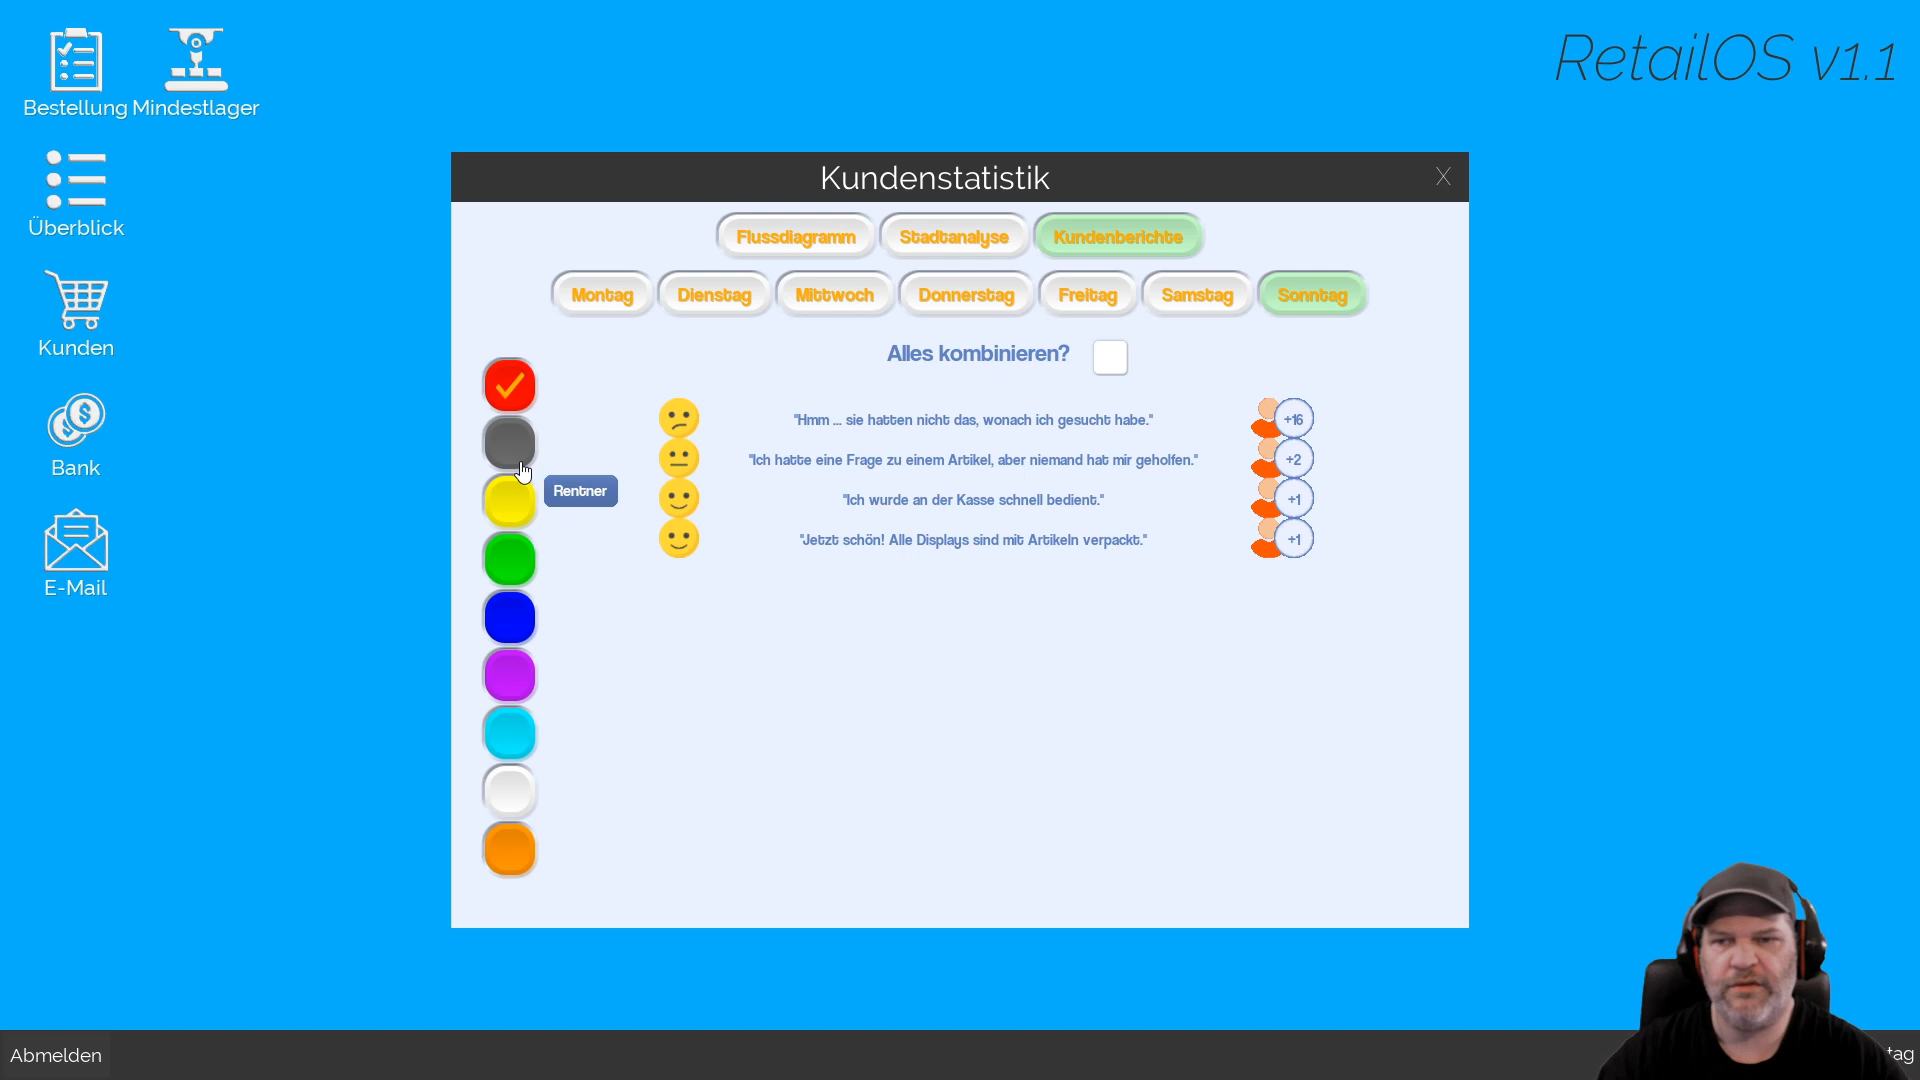 RetailOS v1.1
Bestellung
Mindestlager
Überblick
Kunden
Bank
E-Mail
Kundenstatistik
X
Flussdiagramm
Stadtanalyse
Kundenberichte
Montag
Dienstag
Mittwoch
Donnerstag
Freitag
Samstag
Sonntag
Alles kombinieren?
"Hmm ... sie hatten nicht das, wonach ich gesucht habe."
+16
"Ich hatte eine Frage zu einem Artikel, aber niemand hat mir geholfen."
+2
Rentner
"Ich wurde an der Kasse schnell bedient."
+1
"Jetzt schön! Alle Displays sind mit Artikeln verpackt."
+1
Abmelden